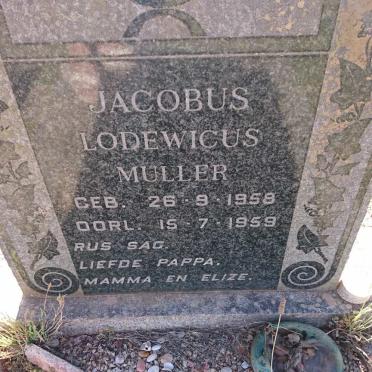 JACOBUS
LODEWICUS
MULLER
GEB. 26-9-1958
OORL. 15-7-1959
RUS SAG.
LIEFDE PAPPA.
MAMMA EN ELIZE.